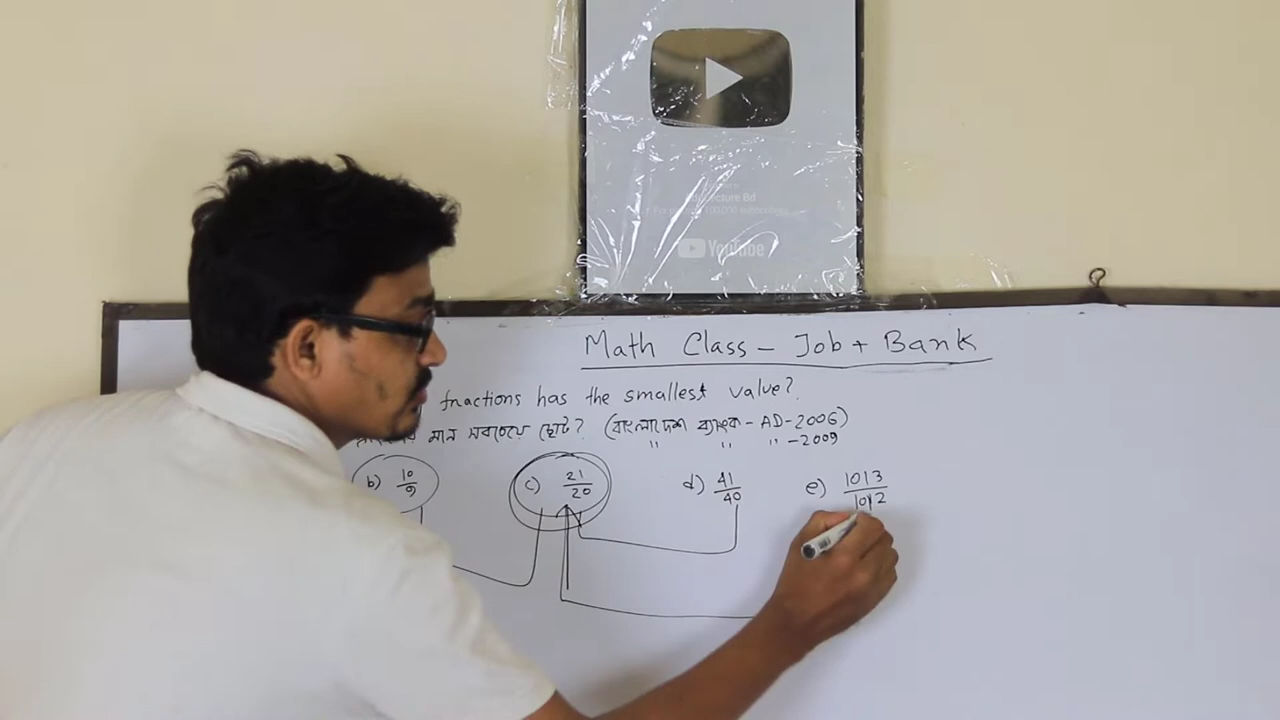 YouTube
Math Class - Job + Bank
fractions has the smallest value?
মান সবচেয়ে ছোট? (বাংলাদেশ ব্যাংক - AD-2006)
" " " -2009
b) 10/9 c) 21/20 d) 41/40 e) 1013/1012